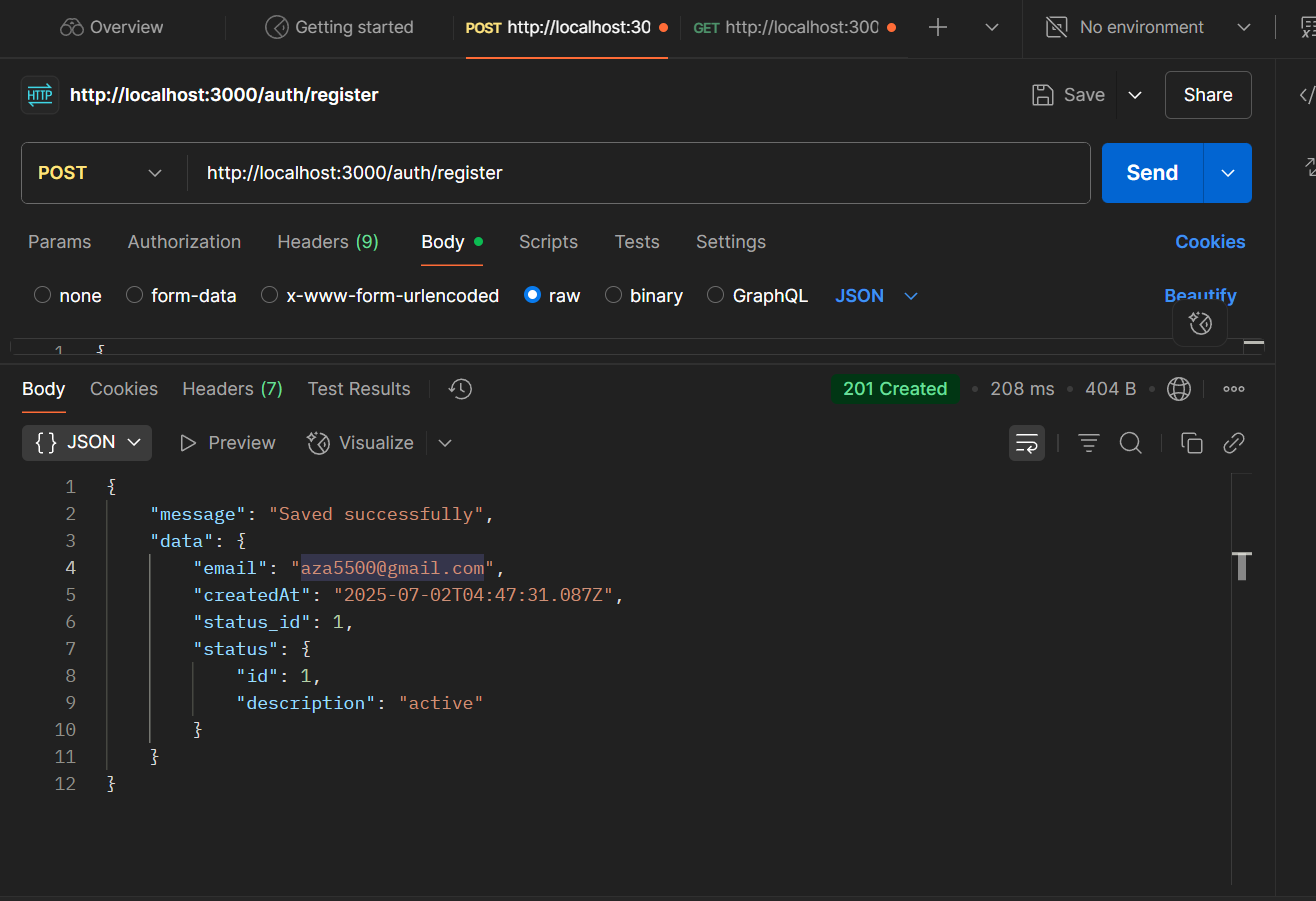 Overview
Getting started
POST http://localhost:30
GET http://localhost:300
No environment
HTTP
http://localhost:3000/auth/register
Save
Share
POST
http://localhost:3000/auth/register
Send
Params
Authorization
Headers (9)
Body
Scripts
Tests
Settings
Cookies
none
form-data
x-www-form-urlencoded
raw
binary
GraphQL
JSON
Beautify
1 {
Body
Cookies
Headers (7)
Test Results
201 Created
208 ms
404 B
{} JSON
Preview
Visualize
1 {
2 "message": "Saved successfully",
3 "data": {
4 "email": "aza5500@gmail.com",
5 "createdAt": "2025-07-02T04:47:31.087Z",
6 "status_id": 1,
7 "status": {
8 "id": 1,
9 "description": "active"
10 }
11 }
12 }